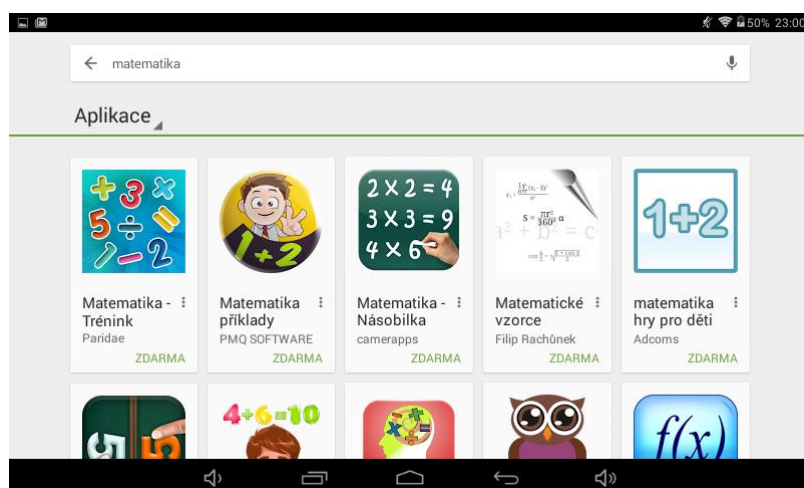 50% 23:00
matematika
Aplikace
2 X 2 = 4
3 X 3 = 9
4 X 6
1+2
1+2
Matematika - Trénink
Paridae
ZDARMA
Matematika příklady
PMQ SOFTWARE
ZDARMA
Matematika - Násobilka
camerapps
ZDARMA
Matematické vzorce
Filip Rachůnek
ZDARMA
matematika hry pro děti
Adcoms
ZDARMA
4+6=10
f(x)